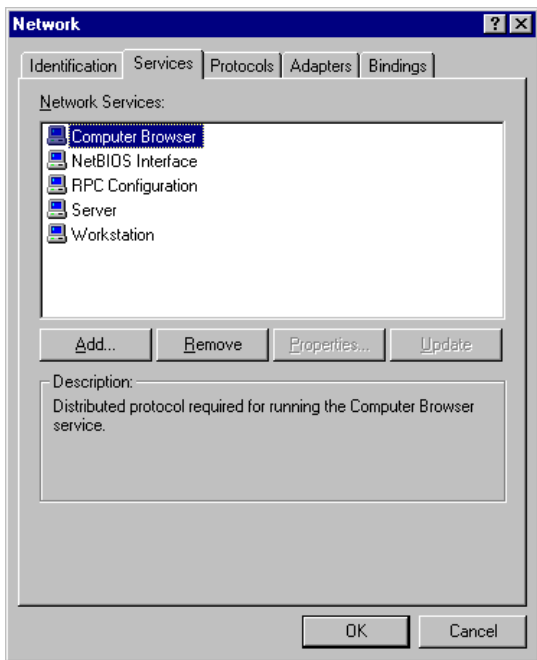 Network
Identification Services Protocols Adapters Bindings
Network Services:
Computer Browser
NetBIOS Interface
RPC Configuration
Server
Workstation
Add... Remove Properties... Update
Description:
Distributed protocol required for running the Computer Browser
service.
OK Cancel